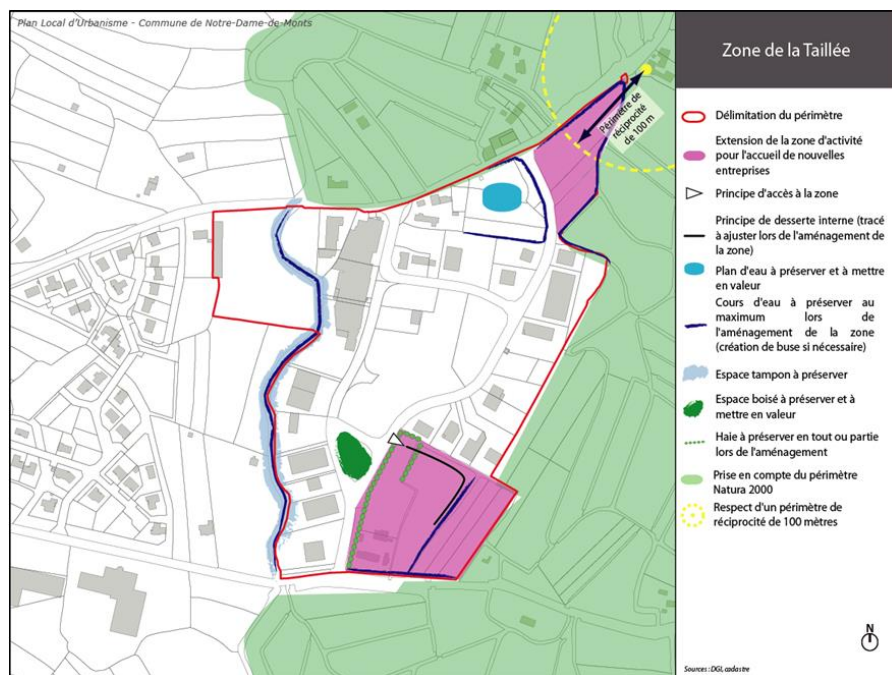 Plan Local d'Urbanisme - Commune de Notre-Dame-de-Monts
Périmètre de
réciprocité
de 100 m
Zone de la Taillée
Délimitation du périmètre
Extension de la zone d'activité
pour l'accueil de nouvelles
entreprises
Principe d'accès à la zone
Principe de desserte interne (tracé
à ajuster lors de l'aménagement de
la zone)
Plan d'eau à préserver et à mettre
en valeur
Cours d'eau à préserver au
maximum lors de
l'aménagement de la zone
(création de buse si nécessaire)
Espace tampon à préserver
Espace boisé à préserver et à
mettre en valeur
Haie à préserver en tout ou partie
lors de l'aménagement
Prise en compte du périmètre
Natura 2000
Respect d'un périmètre de
réciprocité de 100 mètres
N
Sources : DGI, cadastre